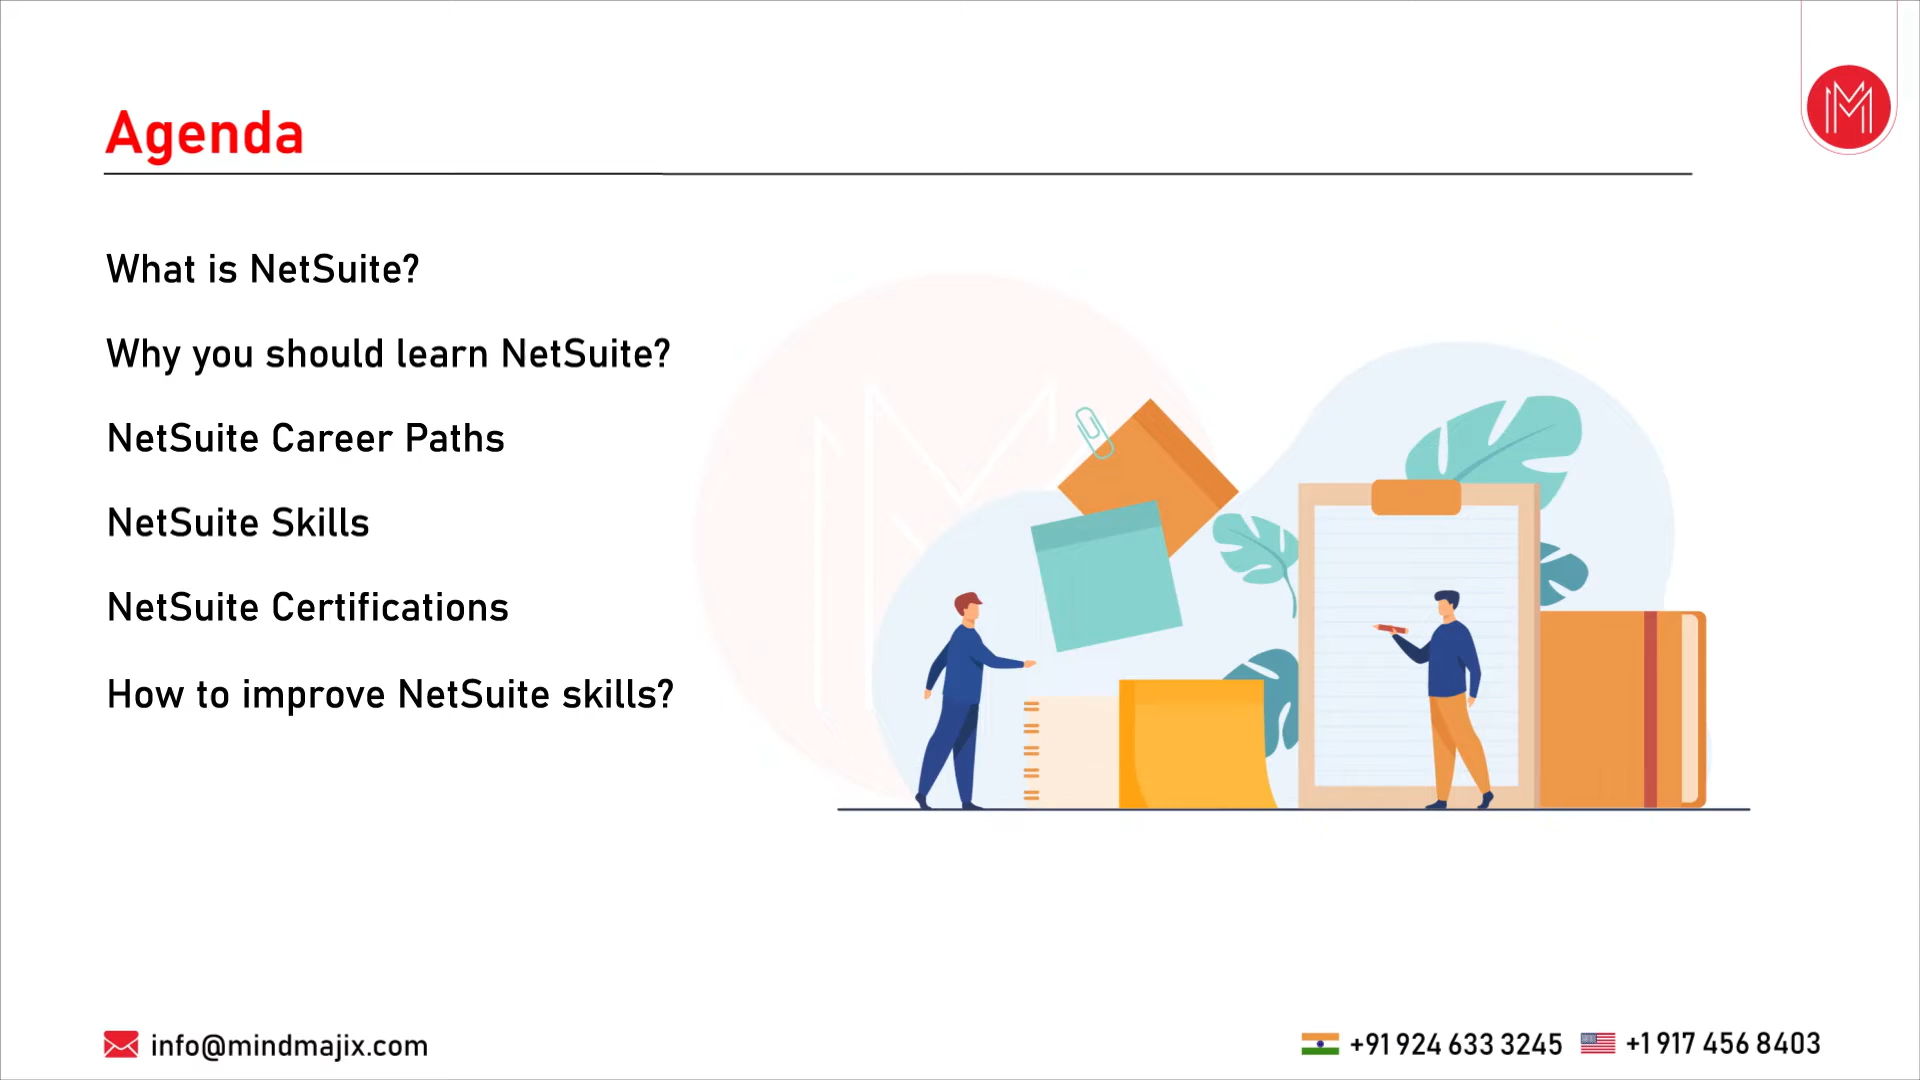 Agenda
What is NetSuite?
Why you should learn NetSuite?
NetSuite Career Paths
NetSuite Skills
NetSuite Certifications
How to improve NetSuite skills?
info@mindmajix.com
+91 924 633 3245
+1 917 456 8403